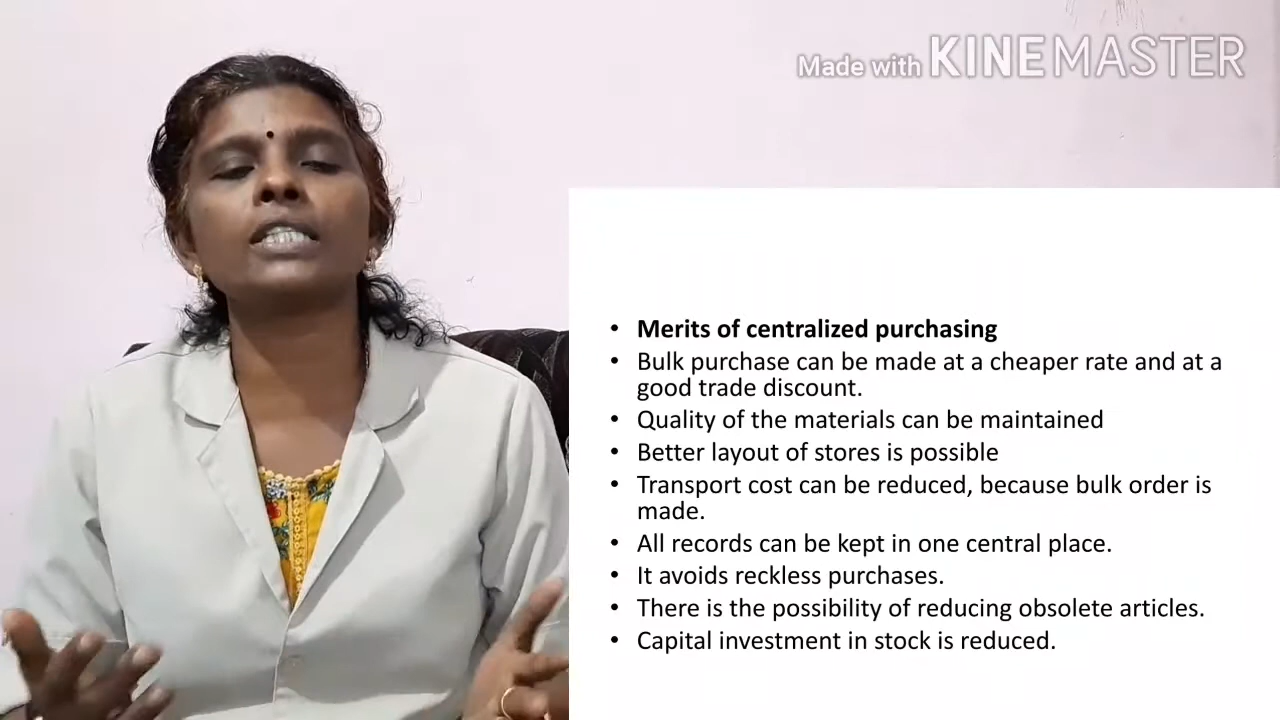 Made with KINEMASTER
• Merits of centralized purchasing
• Bulk purchase can be made at a cheaper rate and at a
good trade discount.
• Quality of the materials can be maintained
• Better layout of stores is possible
• Transport cost can be reduced, because bulk order is
made.
• All records can be kept in one central place.
• It avoids reckless purchases.
• There is the possibility of reducing obsolete articles.
• Capital investment in stock is reduced.